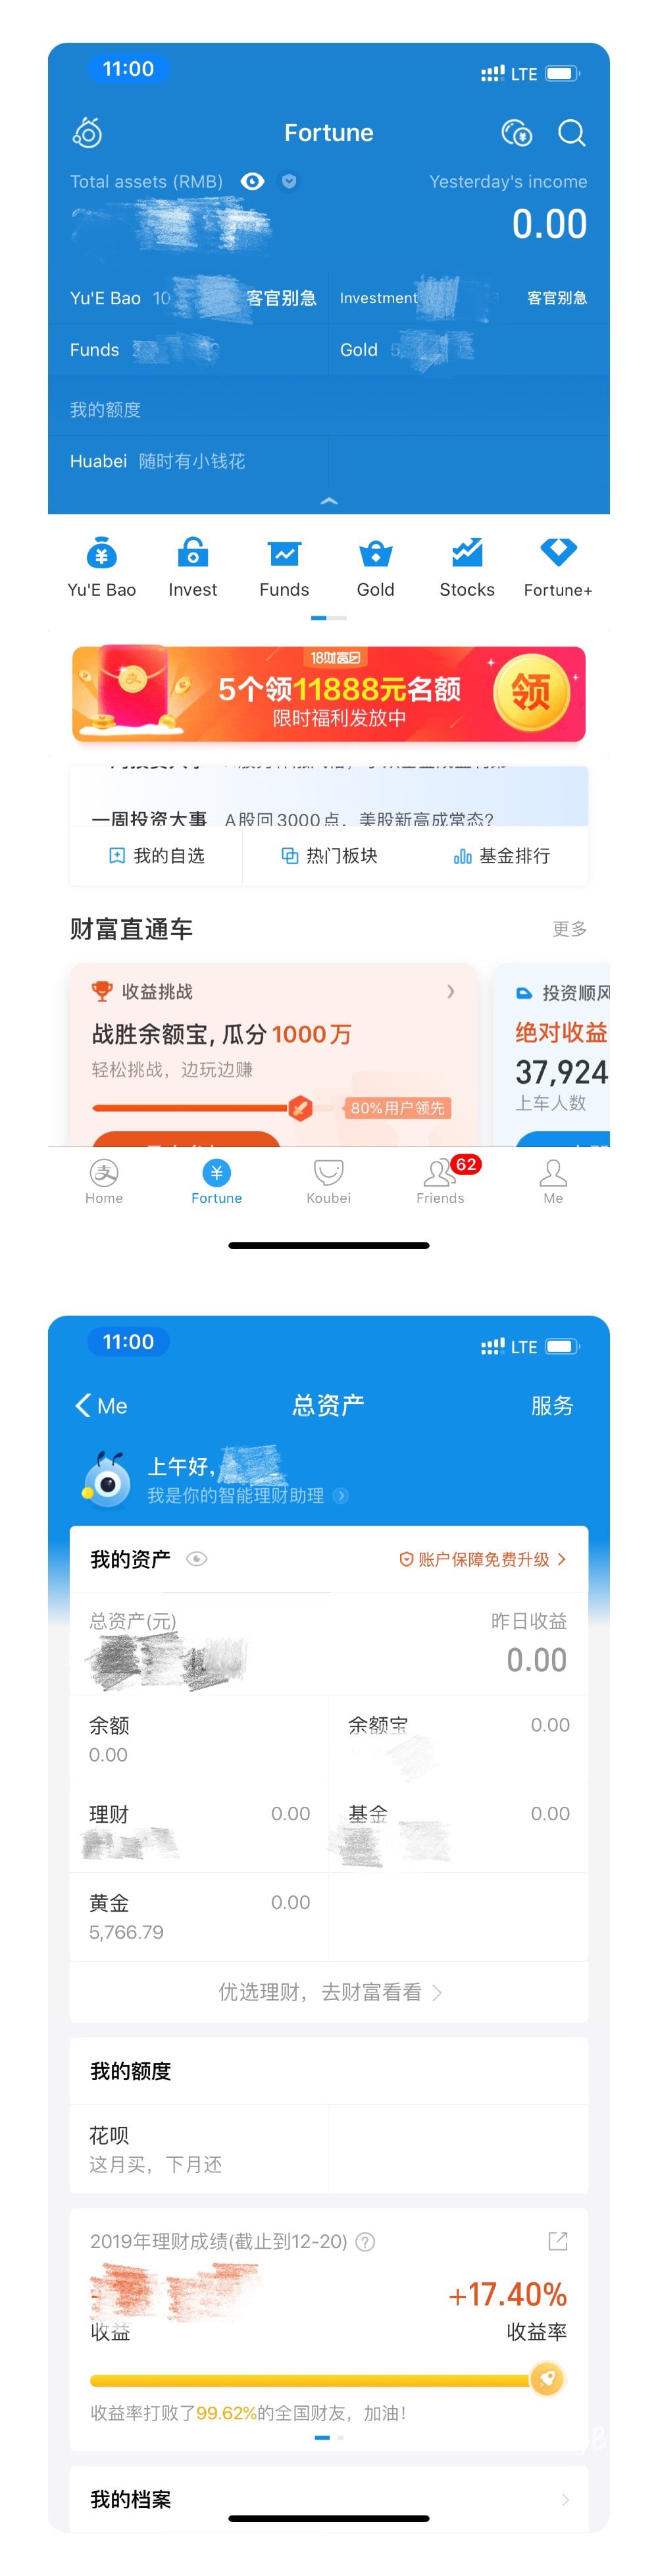 11:00
LTE
Fortune
Total assets (RMB)
Yesterday's income
0.00
Yu'E Bao 10 客官别急
Investment 客官别急
Funds
Gold 5
我的额度
Huabei 随时有小钱花
Yu'E Bao Invest Funds Gold Stocks Fortune+
18财富团
5个领11888元名额
限时福利发放中
领
一周投资大事 A股回3000点，美股新高成常态?
我的自选 热门板块 基金排行
财富直通车 更多
收益挑战
战胜余额宝, 瓜分1000万
轻松挑战，边玩边赚
80%用户领先
投资顺风
绝对收益
37,924
上车人数
62
Home Fortune Koubei Friends Me
11:00
LTE
Me 总资产 服务
上午好,
我是你的智能理财助理
我的资产 账户保障免费升级
总资产(元) 昨日收益
0.00
余额
0.00
余额宝 0.00
理财 0.00
基金 0.00
黄金 0.00
5,766.79
优选理财，去财富看看
我的额度
花呗
这月买，下月还
2019年理财成绩(截止到12-20)
+17.40%
收益 收益率
收益率打败了99.62%的全国财友，加油!
我的档案